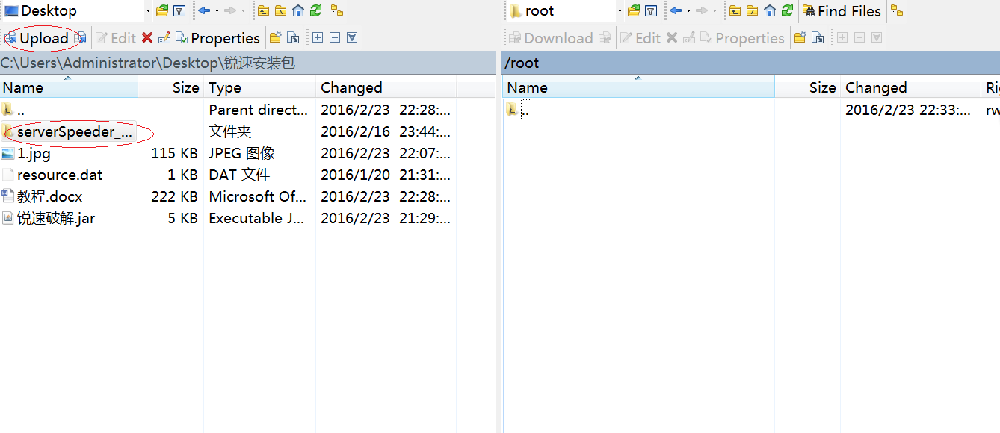 Desktop root Find Files
Upload Edit Properties Download Edit Properties
C:\Users\Administrator\Desktop\锐速安装包 /root
Name Size Type Changed Name Size Changed Ri
.. Parent direct... 2016/2/23 22:28:... .. 2016/2/23 22:33:... rw
serverSpeeder_... 文件夹 2016/2/16 23:44:...
1.jpg 115 KB JPEG 图像 2016/2/23 22:07:...
resource.dat 1 KB DAT 文件 2016/1/20 21:31:...
教程.docx 222 KB Microsoft Of... 2016/2/23 22:28:...
锐速破解.jar 5 KB Executable J... 2016/2/23 21:29:...